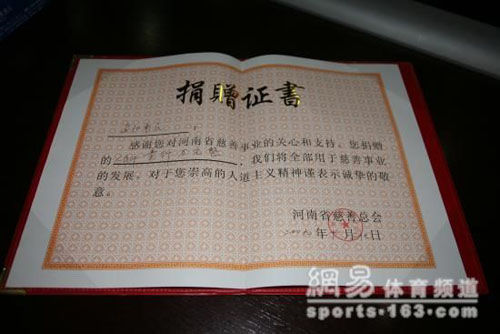 捐赠证书
:
感谢您对河南省慈善事业的关心和支持。您捐赠
的 ，我们将全部用于慈善事业
的发展。对于您崇高的人道主义精神谨表示诚挚的敬
意。
河南省慈善总会
月 日
網易 体育频道
sports.163.com